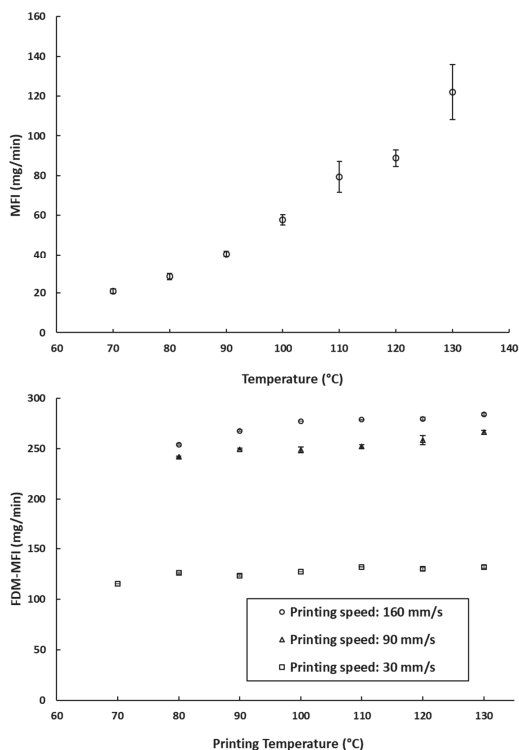 160
140
120
100
80
60
40
20
0
MFI (mg/min)
60 70 80 90 100 110 120 130 140
Temperature (°C)
300
250
200
150
100
50
0
FDM-MFI (mg/min)
Printing speed: 160 mm/s
Printing speed: 90 mm/s
Printing speed: 30 mm/s
60 70 80 90 100 110 120 130
Printing Temperature (°C)